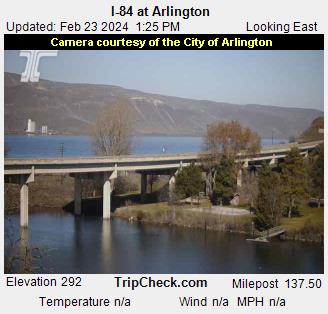 I-84 at Arlington
Updated: Feb 23 2024 1:25 PM Looking East
Camera courtesy of the City of Arlington
Elevation 292 TripCheck.com Milepost 137.50
Temperature n/a Wind n/a MPH n/a